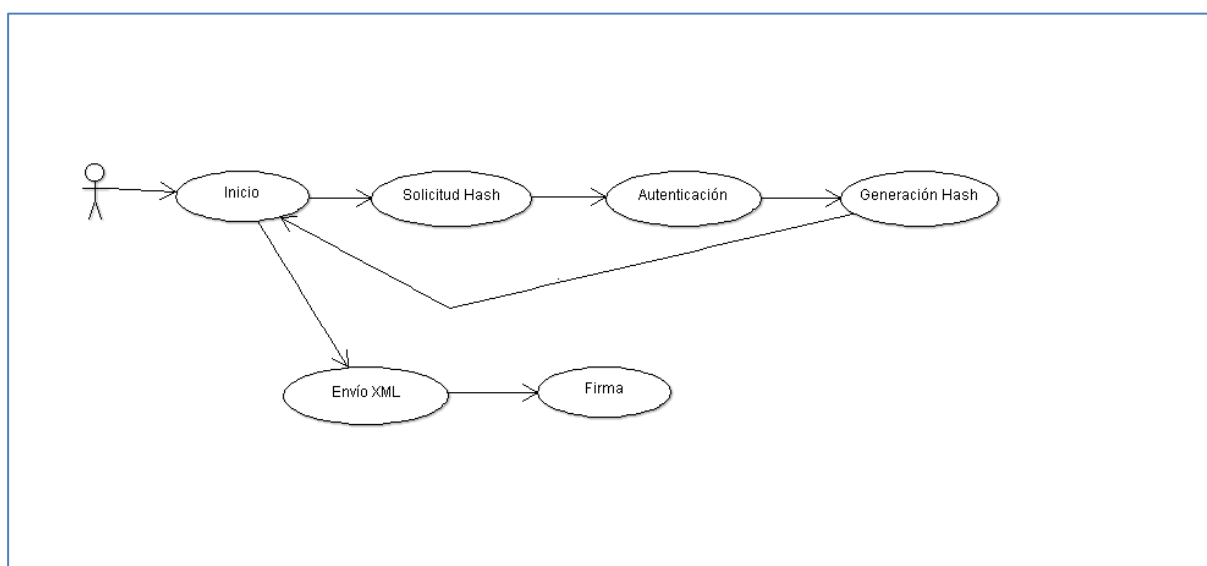 Inicio
Solicitud Hash
Autenticación
Generación Hash
Envío XML
Firma